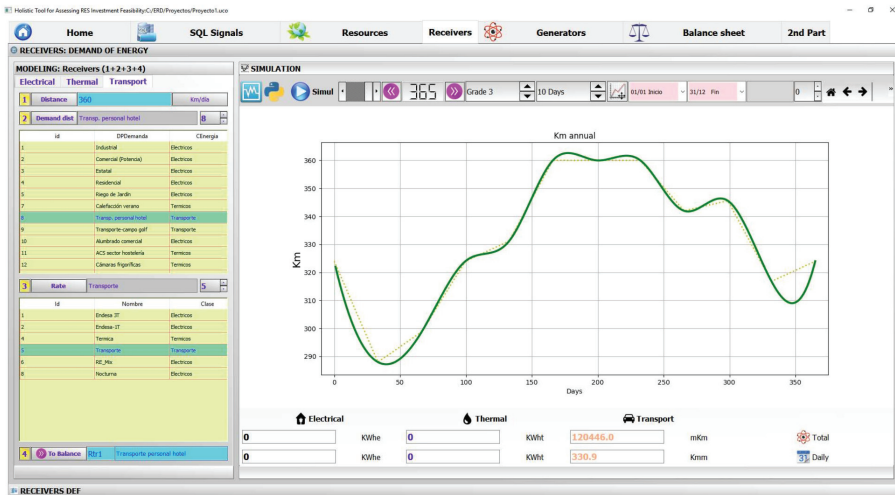 Holistic Tool for Assessing RES Investment Feasibility:C:/ERD/Proyectos/Proyecto1.uco
Home SQL Signals Resources Receivers Generators Balance sheet 2nd Part
RECEIVERS: DEMAND OF ENERGY
MODELING: Receivers (1+2+3+4)
Electrical Thermal Transport
1 Distance 360 Km/día
2 Demand dist Transp. personal hotel 8
id DPDemanda CEnergia
1 Industrial Electricos
2 Comercial (Potencia) Electricos
3 Estatal Electricos
4 Residencial Electricos
5 Riego de Jardín Electricos
7 Calefacción verano Termicos
8 Transp. personal hotel Transporte
9 Transporte-campo golf Transporte
10 Alumbrado comercial Electricos
11 ACS sector hostelería Termicos
12 Cámaras frigoríficas Termicos
3 Rate Transporte 5
Id Nombre Clase
1 Endesa 3T Electricos
2 Endesa-1T Electricos
4 Termica Termicos
5 Transporte Transporte
6 RE_Mix Electricos
8 Nocturna Electricos
4 To Balance Rtr1 Transporte personal hotel
SIMULATION
Simul 365 Grade 3 10 Days 01/01 Inicio 31/12 Fin 0 »
Km annual
360
350
340
330
320
310
300
290
Km
0 50 100 150 200 250 300 350
Days
Electrical Thermal Transport
0 KWhe 0 KWht 120446.0 mKm Total
0 KWhe 0 KWht 330.9 Kmm 31 Daily
RECEIVERS DEF